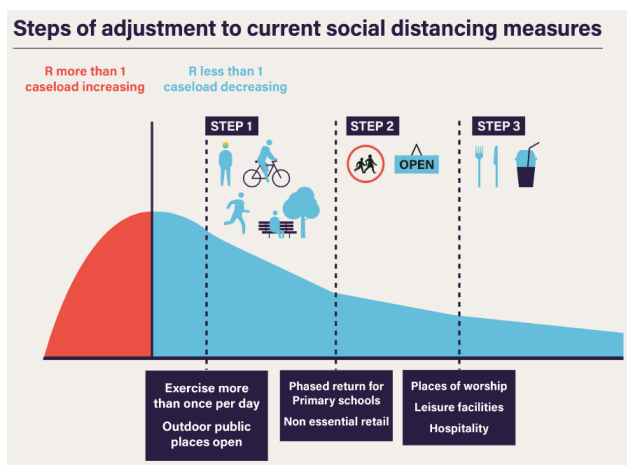 Steps of adjustment to current social distancing measures
R more than 1
caseload increasing
R less than 1
caseload decreasing
STEP 1
STEP 2
STEP 3
OPEN
Exercise more
than once per day
Outdoor public
places open
Phased return for
Primary schools
Non essential retail
Places of worship
Leisure facilities
Hospitality